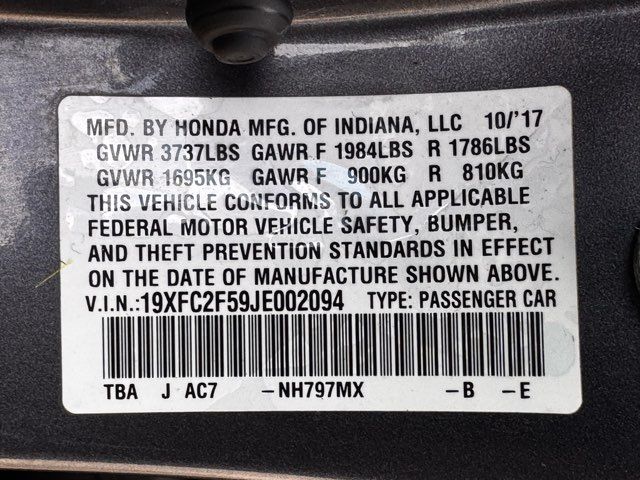 MFD. BY HONDA MFG. OF INDIANA, LLC 10/'17
GVWR 3737LBS GAWR F 1984LBS R 1786LBS
GVWR 1695KG GAWR F 900KG R 810KG
THIS VEHICLE CONFORMS TO ALL APPLICABLE
FEDERAL MOTOR VEHICLE SAFETY, BUMPER,
AND THEFT PREVENTION STANDARDS IN EFFECT
ON THE DATE OF MANUFACTURE SHOWN ABOVE.
V.I.N.:19XFC2F59JE002094 TYPE: PASSENGER CAR
TBA J AC7 –NH797MX –B –E